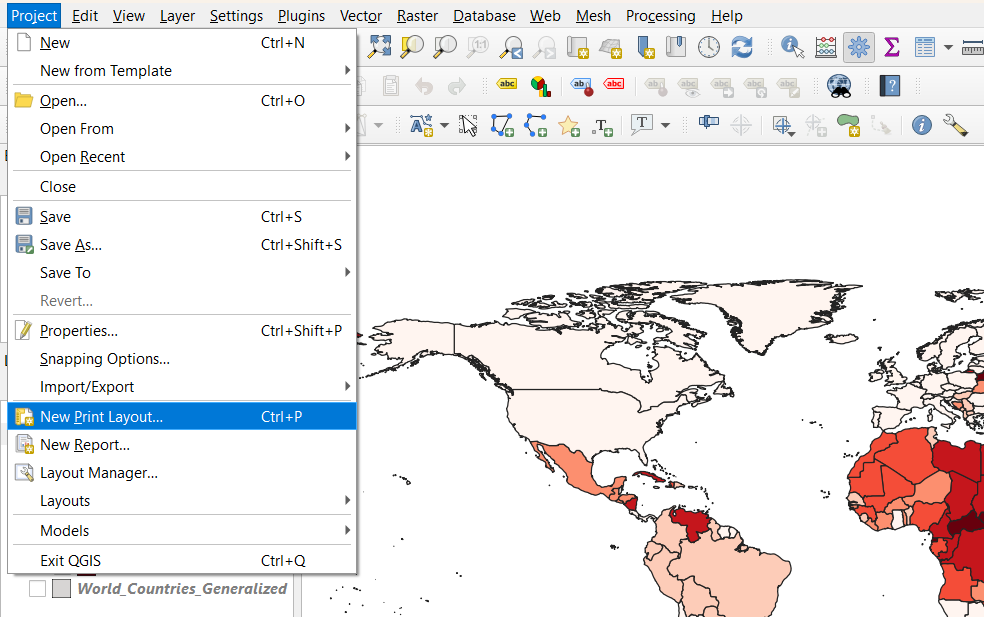 Project Edit View Layer Settings Plugins Vector Raster Database Web Mesh Processing Help
New Ctrl+N
New from Template
Open... Ctrl+O
Open From
Open Recent
Close
Save Ctrl+S
Save As... Ctrl+Shift+S
Save To
Revert...
Properties... Ctrl+Shift+P
Snapping Options...
Import/Export
New Print Layout... Ctrl+P
New Report...
Layout Manager...
Layouts
Models
Exit QGIS Ctrl+Q
World_Countries_Generalized